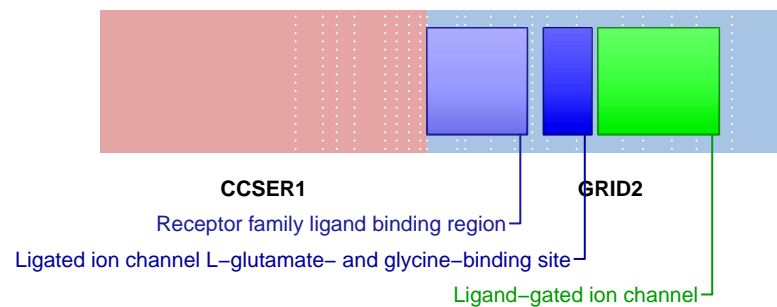 CCSER1 GRID2
Receptor family ligand binding region
Ligated ion channel L−glutamate− and glycine−binding site
Ligand−gated ion channel